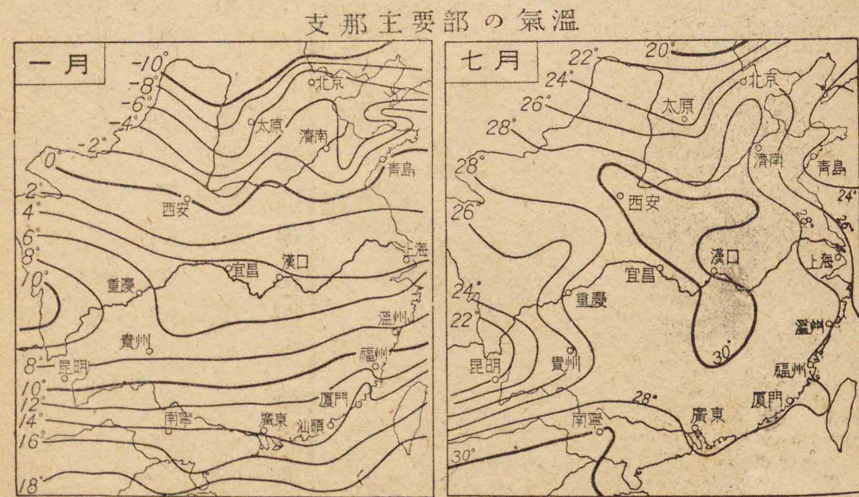 支那主要部の氣溫
一月
-10°
-8°
-6°
-4°
-2°
0°
2°
4°
6°
8°
10°
8°
10°
12°
14°
16°
18°
北京
太原
濟南
靑島
西安
上海
宜昌
漢口
重慶
溫州
貴州
福州
昆明
廈門
南寧
廣東
汕頭
七月
20°
22°
24°
26°
28°
28°
26°
24°
22°
30°
北京
太原
濟南
靑島
24°
西安
28°
26°
漢口
上海
宜昌
重慶
溫州
30°
貴州
福州
昆明
28°
廈門
廣東
南寧